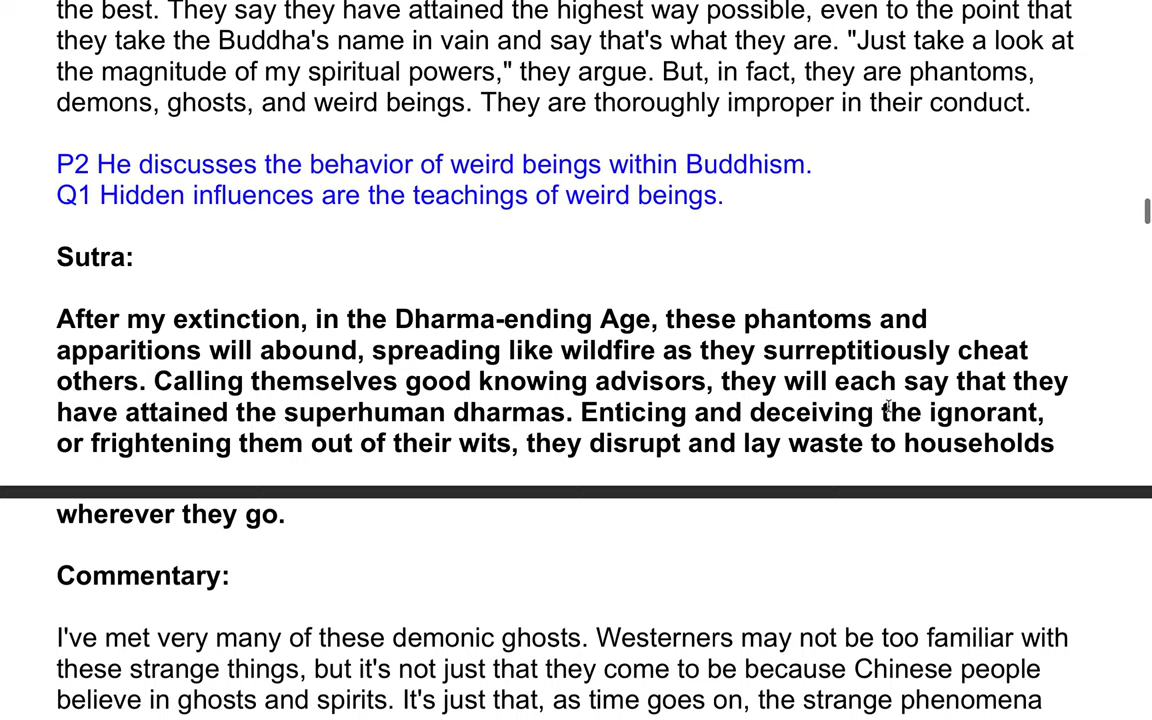 the best. They say they have attained the highest way possible, even to the point that
they take the Buddha's name in vain and say that's what they are. "Just take a look at
the magnitude of my spiritual powers," they argue. But, in fact, they are phantoms,
demons, ghosts, and weird beings. They are thoroughly improper in their conduct.
P2 He discusses the behavior of weird beings within Buddhism.
Q1 Hidden influences are the teachings of weird beings.
Sutra:
After my extinction, in the Dharma-ending Age, these phantoms and
apparitions will abound, spreading like wildfire as they surreptitiously cheat
others. Calling themselves good knowing advisors, they will each say that they
have attained the superhuman dharmas. Enticing and deceiving the ignorant,
or frightening them out of their wits, they disrupt and lay waste to households
wherever they go.
Commentary:
I've met very many of these demonic ghosts. Westerners may not be too familiar with
these strange things, but it's not just that they come to be because Chinese people
believe in ghosts and spirits. It's just that, as time goes on, the strange phenomena